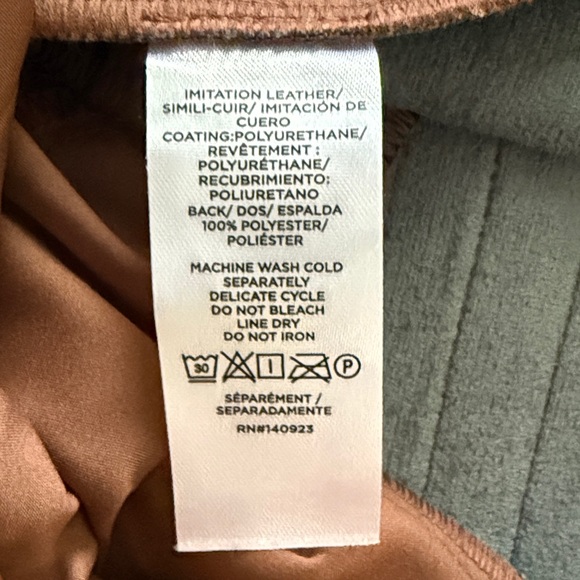 IMITATION LEATHER/
SIMILI-CUIR/ IMITACIÓN DE
CUERO
COATING:POLYURETHANE/
REVÊTEMENT :
POLYURÉTHANE/
RECUBRIMIENTO:
POLIURETANO
BACK/ DOS/ ESPALDA
100% POLYESTER/
POLIÉSTER
MACHINE WASH COLD
SEPARATELY
DELICATE CYCLE
DO NOT BLEACH
LINE DRY
DO NOT IRON
30 P
SÉPARÉMENT /
SEPARADAMENTE
RN#140923